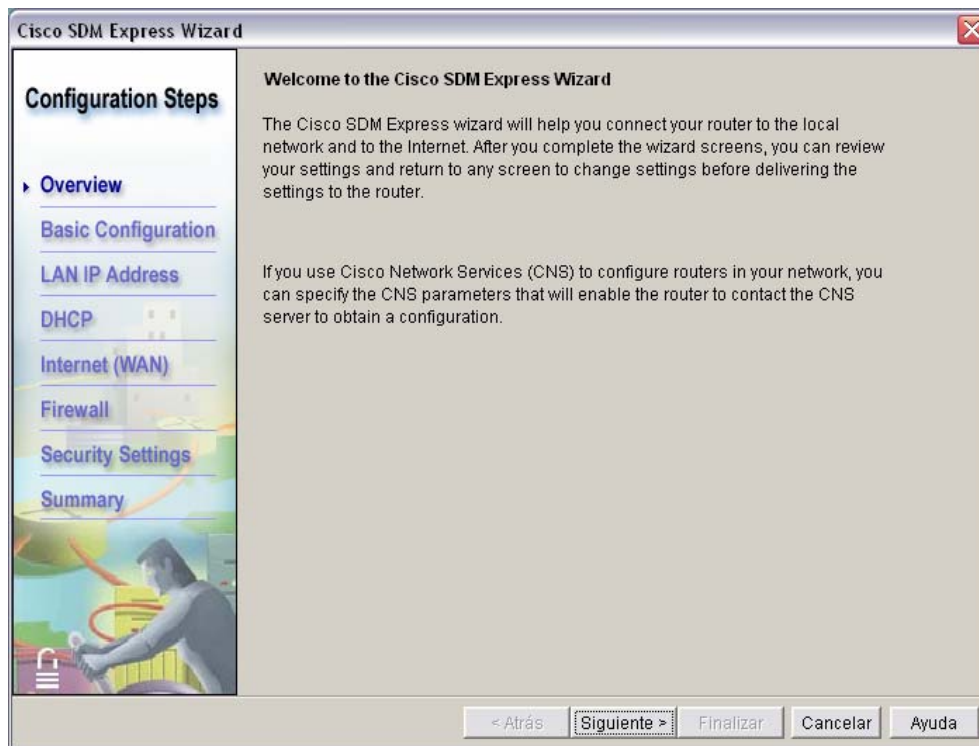 Cisco SDM Express Wizard
Configuration Steps
Overview
Basic Configuration
LAN IP Address
DHCP
Internet (WAN)
Firewall
Security Settings
Summary
Welcome to the Cisco SDM Express Wizard
The Cisco SDM Express wizard will help you connect your router to the local
network and to the Internet. After you complete the wizard screens, you can review
your settings and return to any screen to change settings before delivering the
settings to the router.
If you use Cisco Network Services (CNS) to configure routers in your network, you
can specify the CNS parameters that will enable the router to contact the CNS
server to obtain a configuration.
< Atrás
Siguiente >
Finalizar
Cancelar
Ayuda